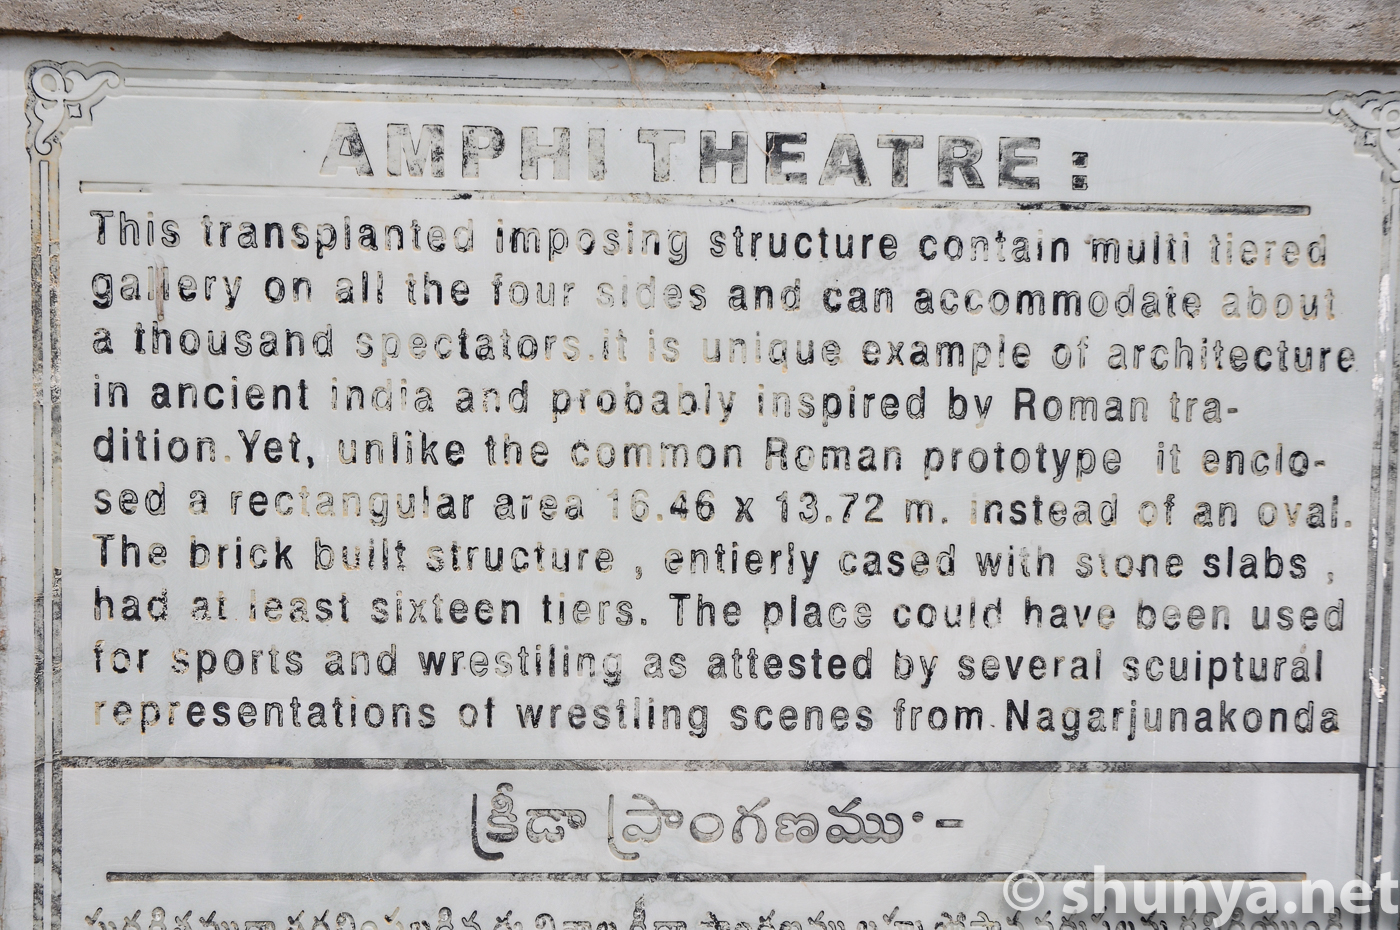 AMPHI THEATRE :
This transplanted imposing structure contain multi tiered
gallery on all the four sides and can accommodate about
a thousand spectators.it is unique example of architecture
in ancient india and probably inspired by Roman tra-
dition.Yet, unlike the common Roman prototype it enclo-
sed a rectangular area 16.46 x 13.72 m. instead of an oval.
The brick built structure , entierly cased with stone slabs ,
had at least sixteen tiers. The place could have been used
for sports and wrestiling as attested by several scuiptural
representations of wrestling scenes from Nagarjunakonda
క్రీడా ప్రాంగణము :-
© shunya.net